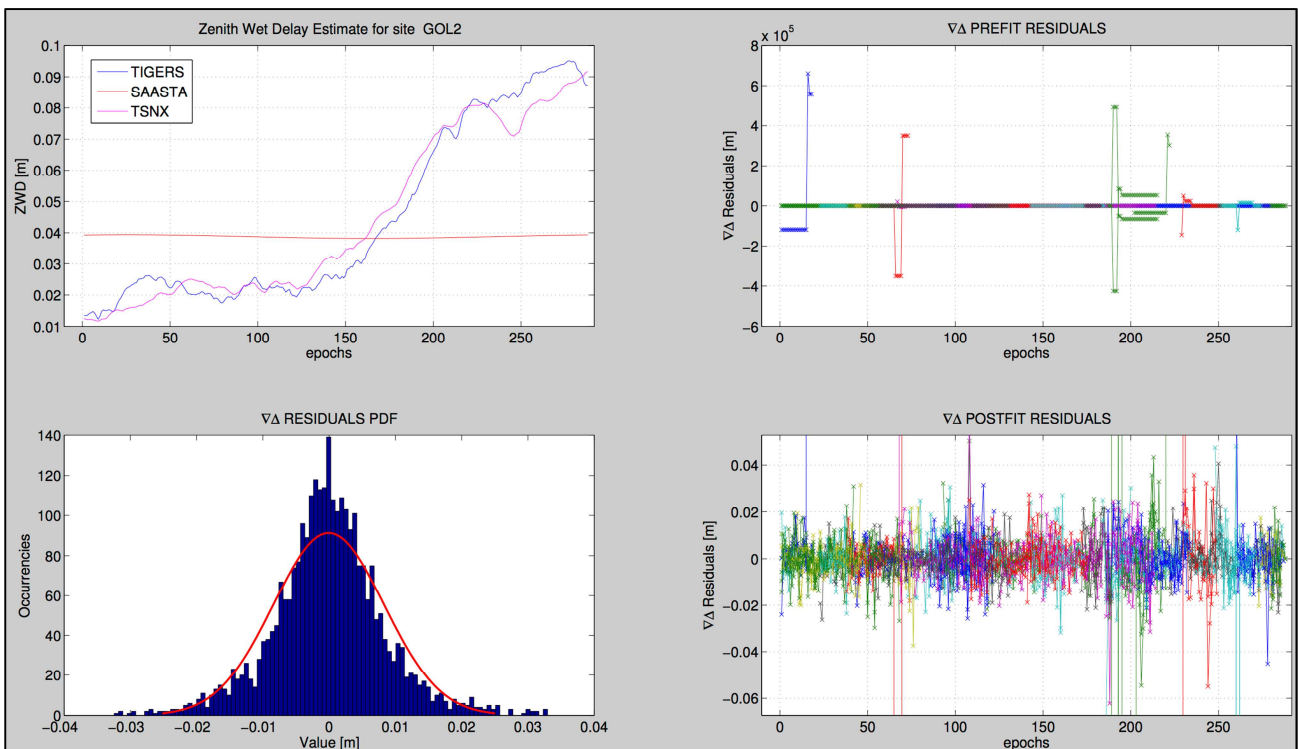 Zenith Wet Delay Estimate for site GOL2
0.1
0.09
0.08
0.07
0.06
0.05
0.04
0.03
0.02
0.01
ZWD [m]
TIGERS
SAASTA
TSNX
0 50 100 150 200 250
epochs
∇Δ PREFIT RESIDUALS
x 10⁵
8
6
4
2
0
−2
−4
−6
∇Δ Residuals [m]
0 50 100 150 200 250
epochs
∇Δ RESIDUALS PDF
140
120
100
80
60
40
20
0
Occurrencies
−0.04 −0.03 −0.02 −0.01 0 0.01 0.02 0.03 0.04
Value [m]
∇Δ POSTFIT RESIDUALS
0.04
0.02
0
−0.02
−0.04
−0.06
∇Δ Residuals [m]
0 50 100 150 200 250
epochs